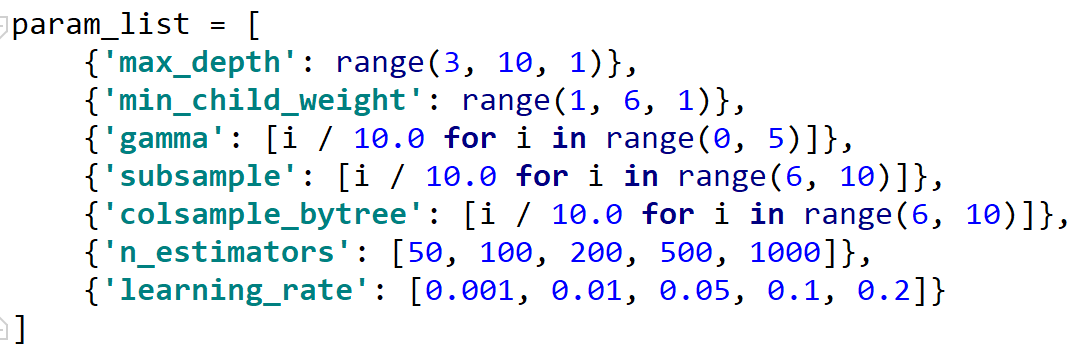 param_list = [
    {'max_depth': range(3, 10, 1)},
    {'min_child_weight': range(1, 6, 1)},
    {'gamma': [i / 10.0 for i in range(0, 5)]},
    {'subsample': [i / 10.0 for i in range(6, 10)]},
    {'colsample_bytree': [i / 10.0 for i in range(6, 10)]},
    {'n_estimators': [50, 100, 200, 500, 1000]},
    {'learning_rate': [0.001, 0.01, 0.05, 0.1, 0.2]}
]